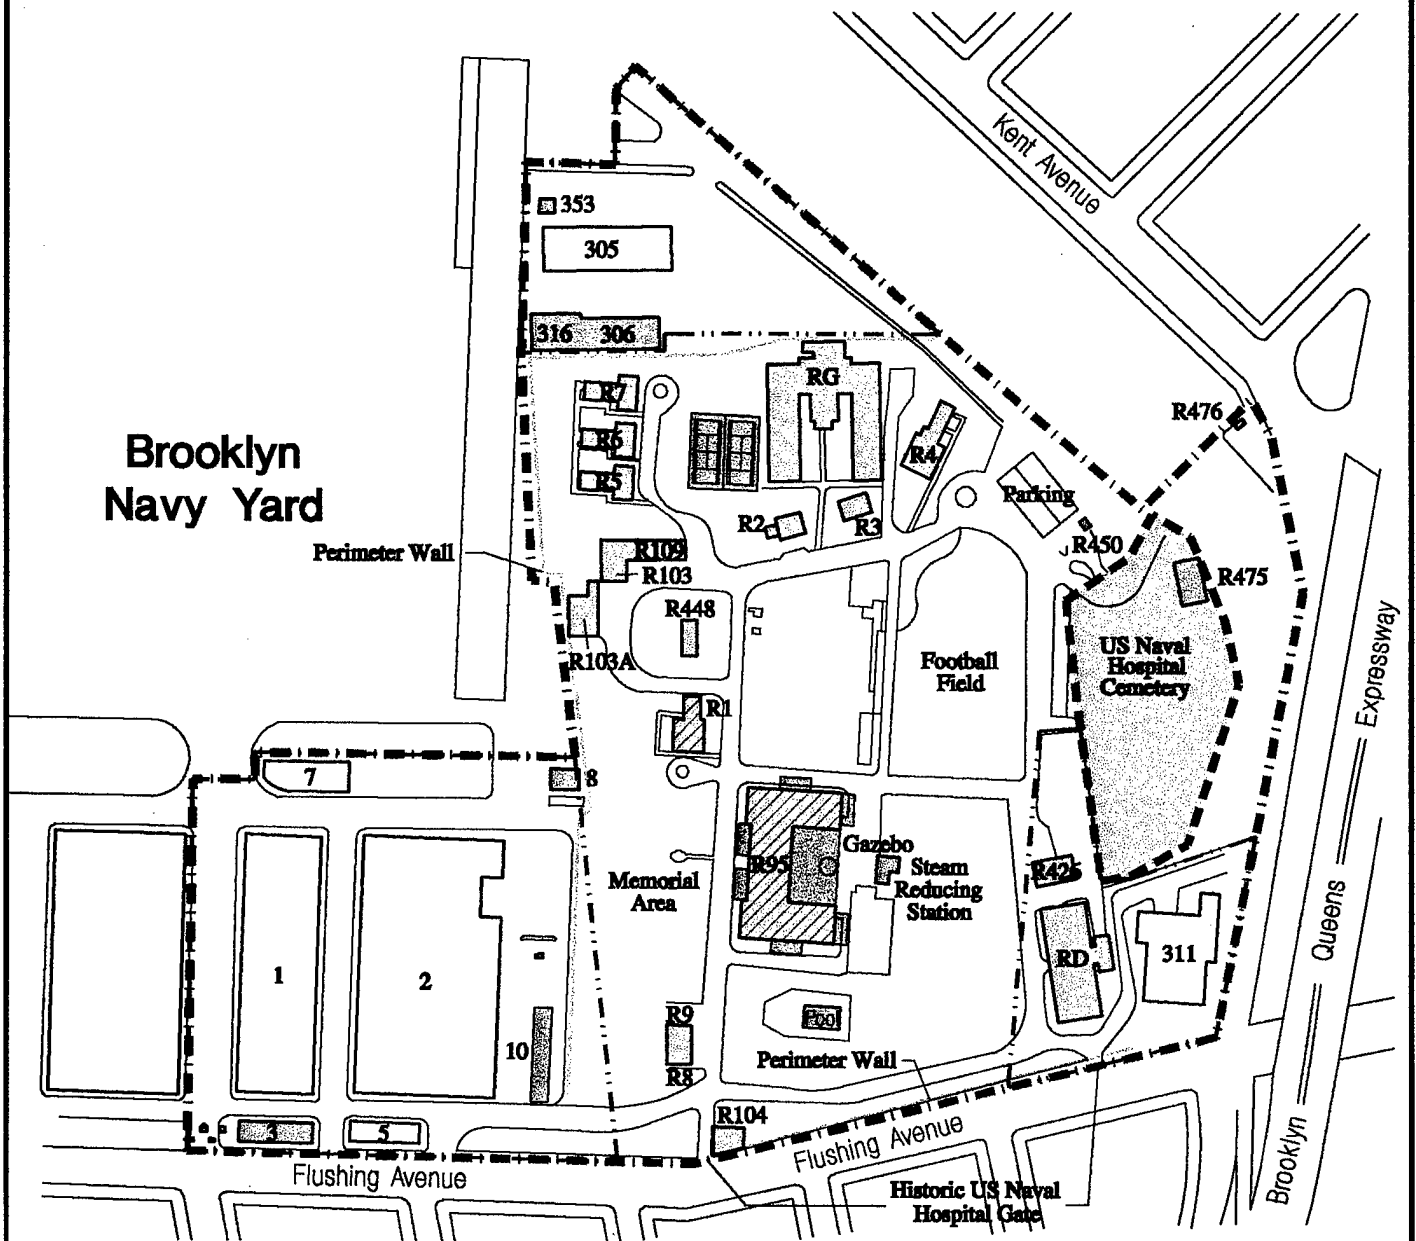 Kent Avenue
353
305
316 306
RG
R7
R476
R6
R4
Brooklyn
Navy Yard
R5
Parking
R2
R3
Perimeter Wall
R109
R450
R103
R475
R448
US Naval
Hospital
Cemetery
Football
Field
R103A
Expressway
R1
7
8
Gazebo
R95
Steam
Reducing
Station
R426
Memorial
Area
Queens
1
2
RD
311
R9
Pool
10
Perimeter Wall
R8
R104
3
5
Flushing Avenue
Flushing Avenue
Brooklyn
Historic US Naval
Hospital Gate